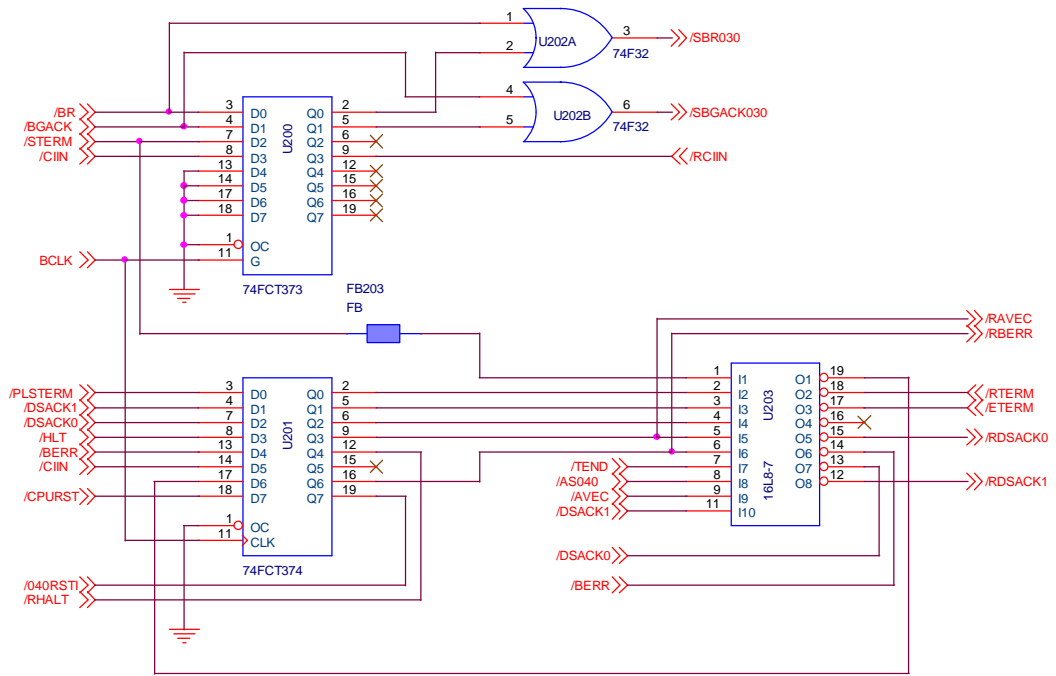 1 3 /SBR030
2 U202A 74F32
4 6 /SBGACK030
5 U202B 74F32
/BR 3 D0 Q0 2
/BGACK 4 D1 Q1 5
/STERM 7 D2 Q2 6
/CIIN 8 D3 Q3 9 /RCIIN
13 D4 Q4 12
14 D5 Q5 15
17 D6 Q6 16
18 D7 Q7 19
U200
1 OC
BCLK 11 G
74FCT373
FB203
FB
/RAVEC
/RBERR
/PLSTERM 3 D0 Q0 2
/DSACK1 4 D1 Q1 5
/DSACK0 7 D2 Q2 6
/HLT 8 D3 Q3 9
/BERR 13 D4 Q4 12
/CIIN 14 D5 Q5 15
17 D6 Q6 16
/CPURST 18 D7 Q7 19
U201
1 OC
11 CLK
74FCT374
1 I1 O1 19
2 I2 O2 18 /RTERM
3 I3 O3 17 /ETERM
4 I4 O4 16
5 I5 O5 15 /RDSACK0
6 I6 O6 14
/TEND 7 I7 O7 13
/AS040 8 I8 O8 12 /RDSACK1
/AVEC 9 I9
/DSACK1 11 I10
U203
16L8-7
/DSACK0
/BERR
/040RSTI
/RHALT